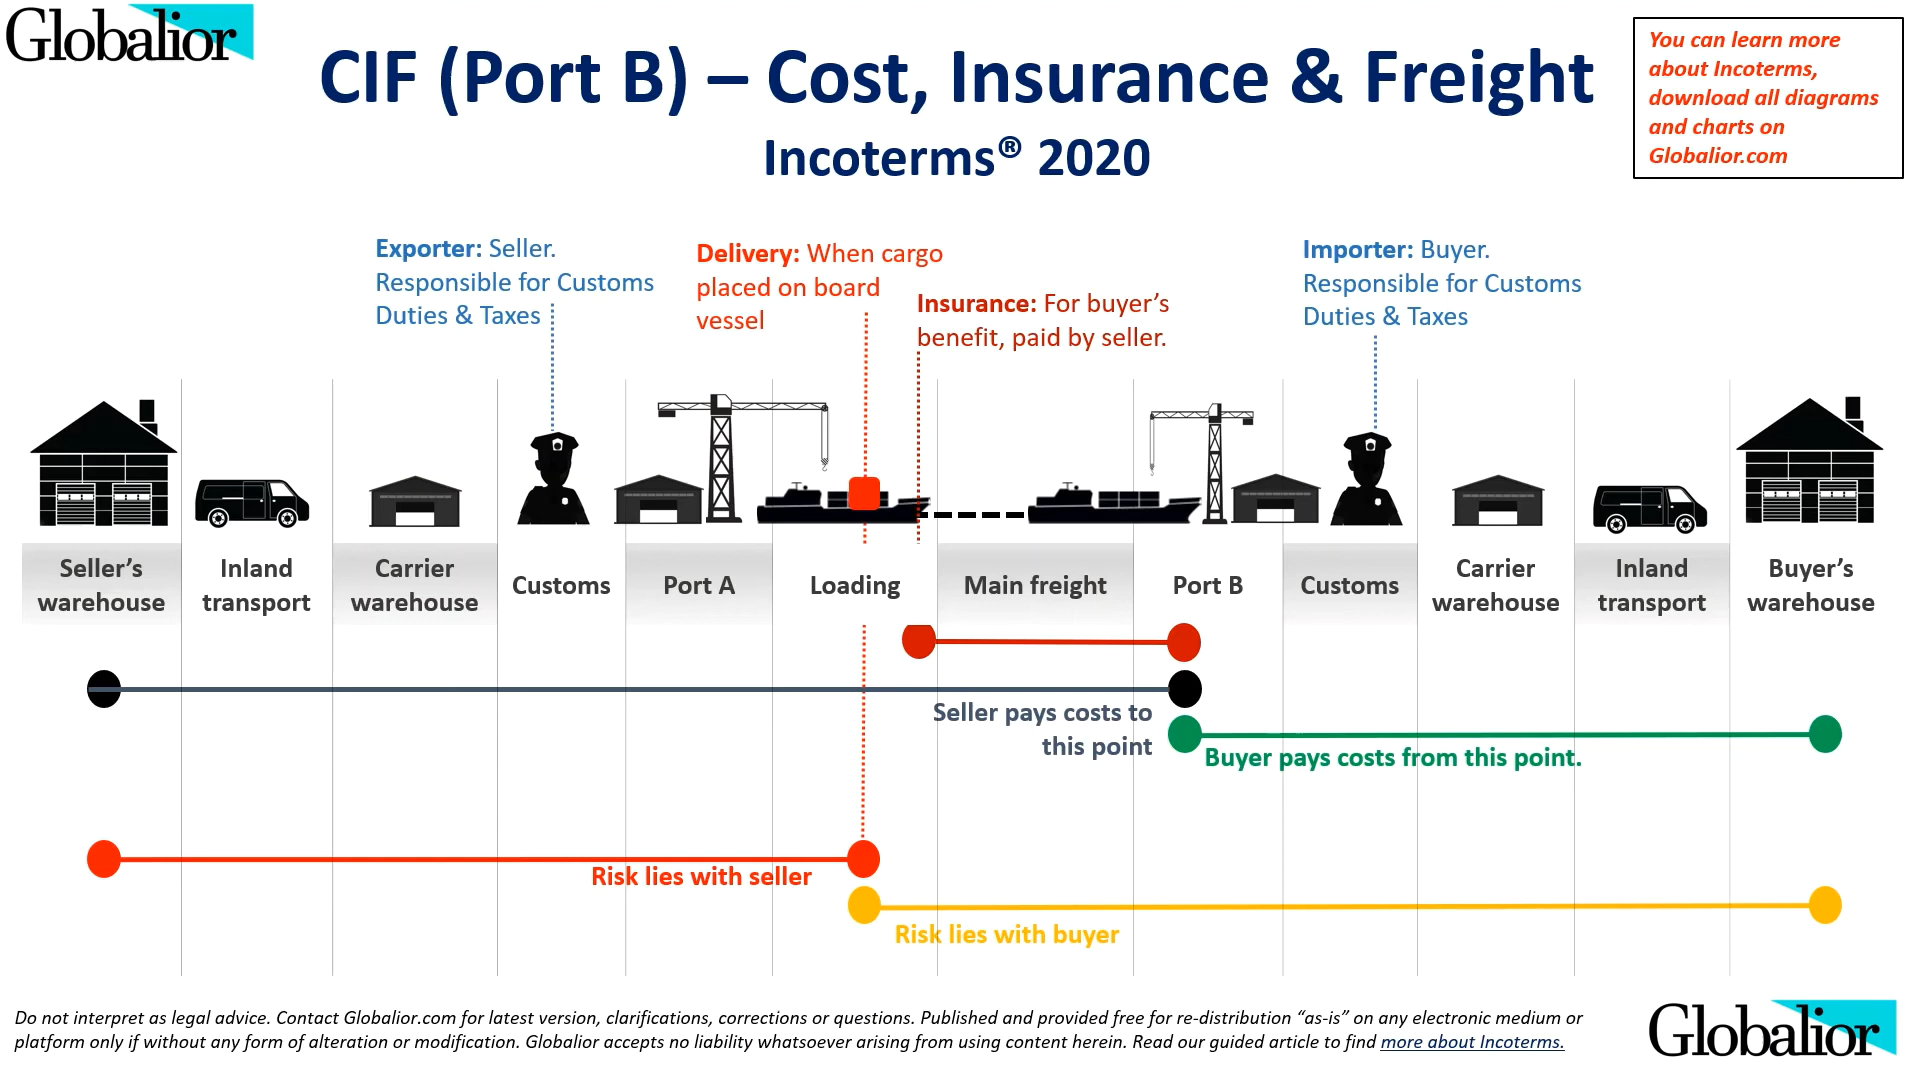 Globalior
CIF (Port B) – Cost, Insurance & Freight
Incoterms® 2020
You can learn more
about Incoterms,
download all diagrams
and charts on
Globalior.com
Exporter: Seller.
Responsible for Customs
Duties & Taxes
Delivery: When cargo
placed on board
vessel
Insurance: For buyer’s
benefit, paid by seller.
Importer: Buyer.
Responsible for Customs
Duties & Taxes
Seller’s
warehouse
Inland
transport
Carrier
warehouse
Customs
Port A
Loading
Main freight
Port B
Customs
Carrier
warehouse
Inland
transport
Buyer’s
warehouse
Seller pays costs to
this point
Buyer pays costs from this point.
Risk lies with seller
Risk lies with buyer
Do not interpret as legal advice. Contact Globalior.com for latest version, clarifications, corrections or questions. Published and provided free for re-distribution “as-is” on any electronic medium or
platform only if without any form of alteration or modification. Globalior accepts no liability whatsoever arising from using content herein. Read our guided article to find more about Incoterms.
Globalior